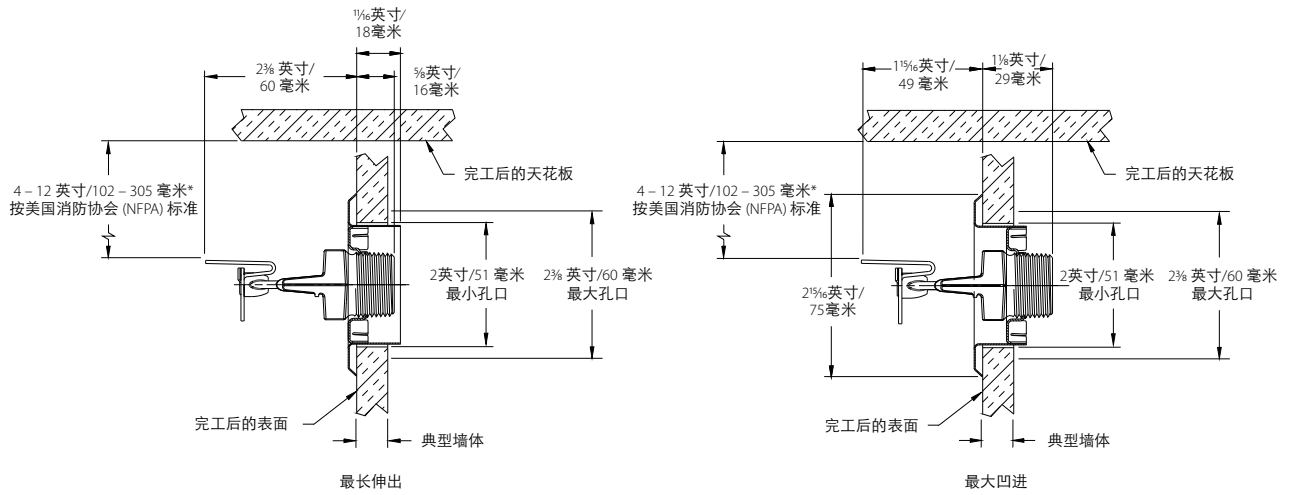 ¹¹⁄₁₆英寸/
18毫米
2⅜ 英寸/
60 毫米
⅝英寸/
16毫米
4 – 12 英寸/102 – 305 毫米*
按美国消防协会 (NFPA) 标准
完工后的天花板
2英寸/51 毫米
最小孔口
2⅜ 英寸/60 毫米
最大孔口
完工后的表面
典型墙体
最长伸出
1¹⁵⁄₁₆英寸/
49 毫米
1⅛英寸/
29毫米
4 – 12 英寸/102 – 305 毫米*
按美国消防协会 (NFPA) 标准
完工后的天花板
2¹⁵⁄₁₆英寸/
75毫米
2英寸/51 毫米
最小孔口
2⅜ 英寸/60 毫米
最大孔口
完工后的表面
典型墙体
最大凹进